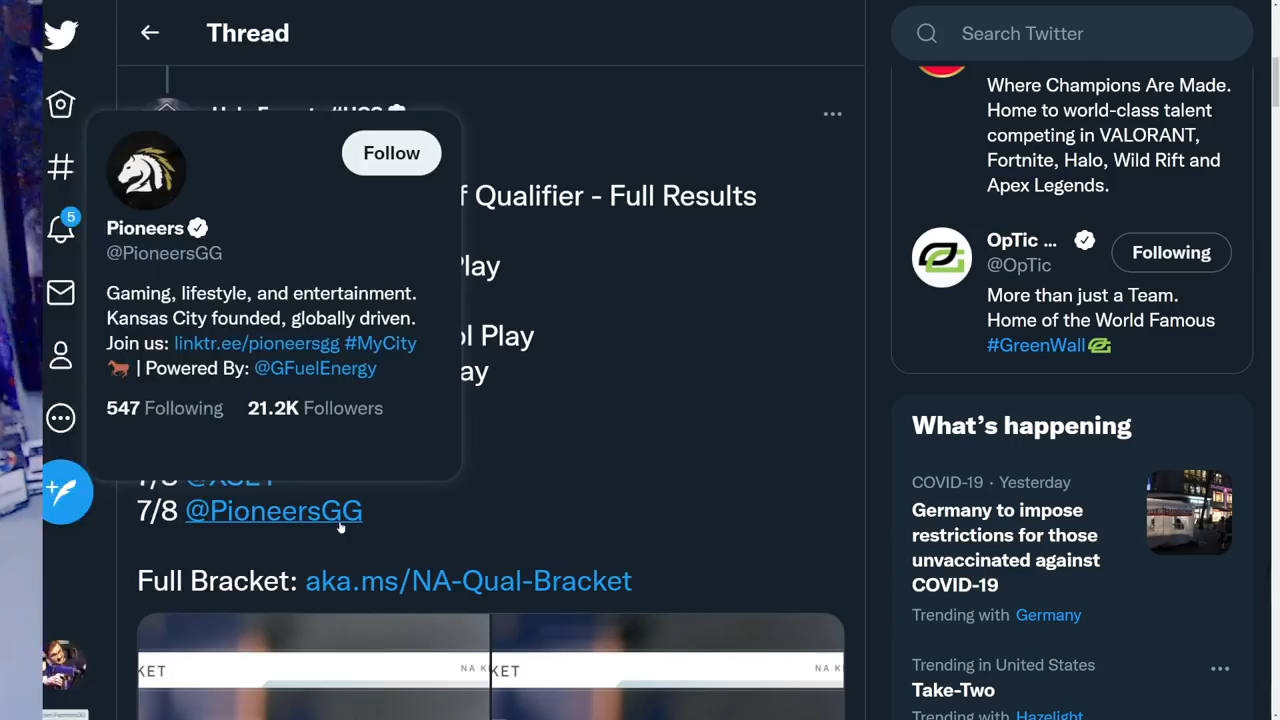 Thread
Follow
Pioneers
@PioneersGG
Gaming, lifestyle, and entertainment.
Kansas City founded, globally driven.
Join us: linktr.ee/pioneersgg #MyCity
| Powered By: @GFuelEnergy
547 Following 21.2K Followers
f Qualifier - Full Results
Play
ol Play
ay
7/8 @XSET
7/8 @PioneersGG
Full Bracket: aka.ms/NA-Qual-Bracket
KET
NA K
KET
NA K
5
Search Twitter
Where Champions Are Made.
Home to world-class talent
competing in VALORANT,
Fortnite, Halo, Wild Rift and
Apex Legends.
OpTic ...
@OpTic
Following
More than just a Team.
Home of the World Famous
#GreenWall
What's happening
COVID-19 · Yesterday
Germany to impose
restrictions for those
unvaccinated against
COVID-19
Trending with Germany
Trending in United States
Take-Two
Trending with Hazelight